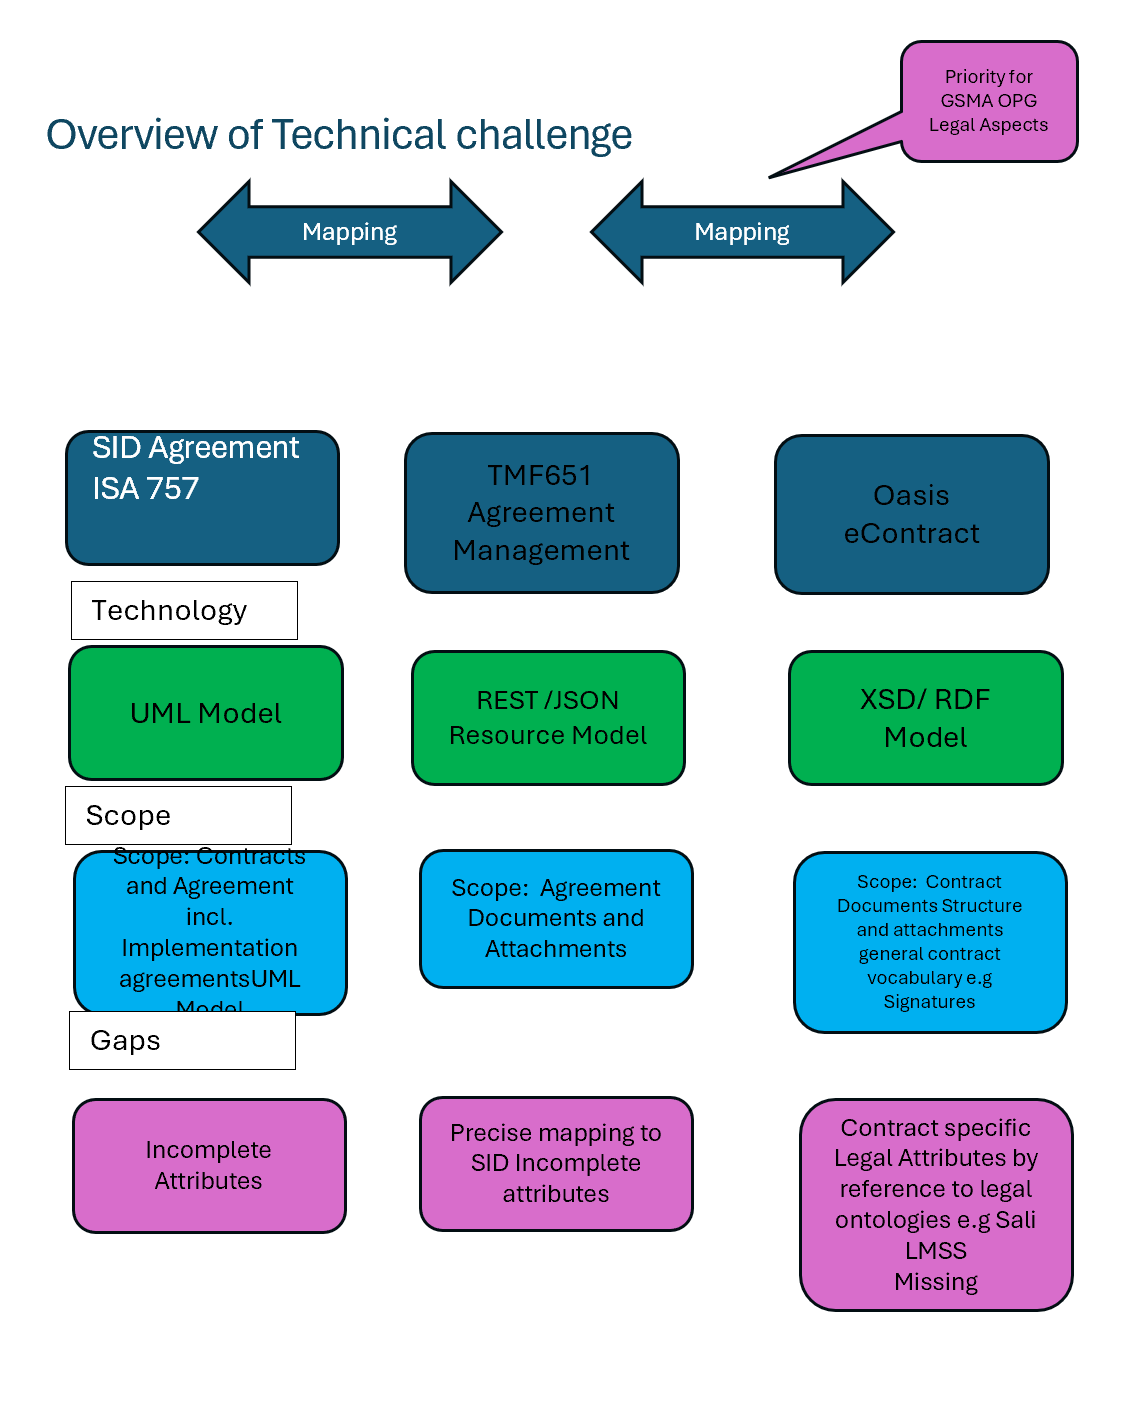 Priority for
GSMA OPG
Legal Aspects
Overview of Technical challenge
Mapping
Mapping
SID Agreement
ISA 757
TMF651
Agreement
Management
Oasis
eContract
Technology
UML Model
REST /JSON
Resource Model
XSD/ RDF
Model
Scope
Scope: Contracts
and Agreement
incl.
Implementation
agreementsUML
Model
Scope:  Agreement
Documents and
Attachments
Scope:  Contract
Documents Structure
and attachments
general contract
vocabulary e.g
Signatures
Gaps
Incomplete
Attributes
Precise mapping to
SID Incomplete
attributes
Contract specific
Legal Attributes by
reference to legal
ontologies e.g Sali
LMSS
Missing